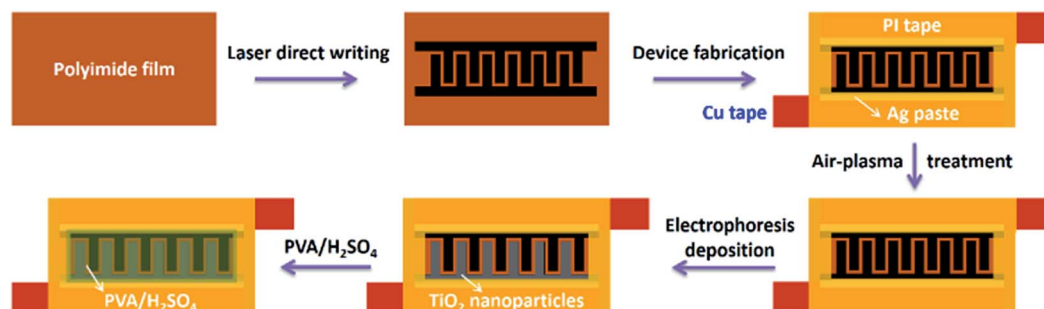 Polyimide film
Laser direct writing
Device fabrication
PI tape
Cu tape
Ag paste
Air-plasma treatment
Electrophoresis
deposition
TiO₂ nanoparticles
PVA/H₂SO₄
PVA/H₂SO₄